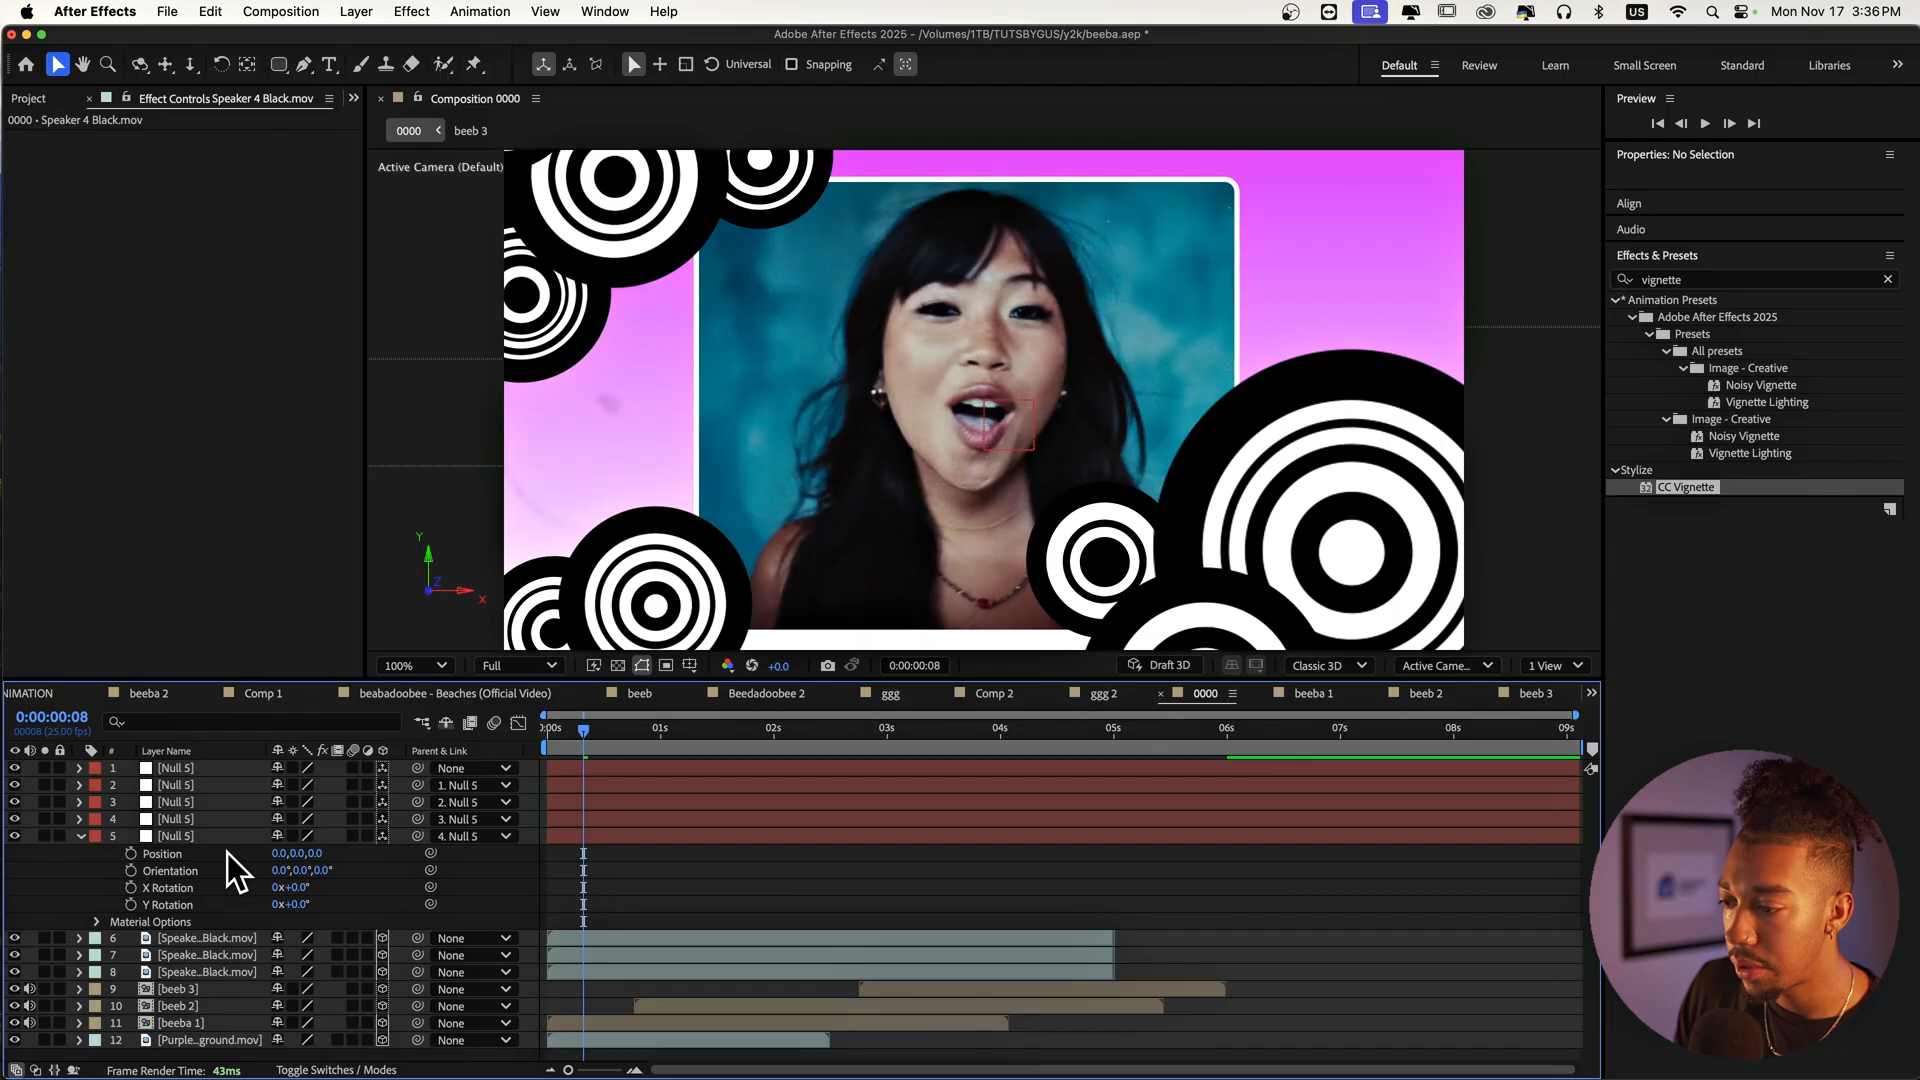 After Effects File Edit Composition Layer Effect Animation View Window Help US Mon Nov 17 3:36 PM
Adobe After Effects 2025 - /Volumes/1TB/TUTSBYGUS/y2k/beeba.aep *
Universal Snapping Default Review Learn Small Screen Standard Libraries
Project Effect Controls Speaker 4 Black.mov Composition 0000 Preview
0000 • Speaker 4 Black.mov
0000 beeb 3
Active Camera (Default)
Properties: No Selection
Align
Audio
Effects & Presets
vignette
* Animation Presets
Adobe After Effects 2025
Presets
All presets
Image - Creative
Noisy Vignette
Vignette Lighting
Image - Creative
Noisy Vignette
Vignette Lighting
Stylize
32 CC Vignette
Y
Z
X
100% Full +0.0 0:00:00:08 Draft 3D Classic 3D Active Came... 1 View
NIMATION beeba 2 Comp 1 beabadoobee - Beaches (Official Video) beeb Beedadoobee 2 ggg Comp 2 ggg 2 0000 beeba 1 beeb 2 beeb 3
0:00:00:08
00008 (25.00 fps)
:00s 01s 02s 03s 04s 05s 06s 07s 08s 09s
# Layer Name fx Parent & Link
1 [Null 5] None
2 [Null 5] 1. Null 5
3 [Null 5] 2. Null 5
4 [Null 5] 3. Null 5
5 [Null 5] 4. Null 5
Position 0.0,0.0,0.0
Orientation 0.0°,0.0°,0.0°
X Rotation 0x+0.0°
Y Rotation 0x+0.0°
Material Options
6 [Speake...Black.mov] None
7 [Speake...Black.mov] None
8 [Speake...Black.mov] None
9 [beeb 3] None
10 [beeb 2] None
11 [beeba 1] None
12 [Purple...ground.mov] None
Frame Render Time: 43ms Toggle Switches / Modes